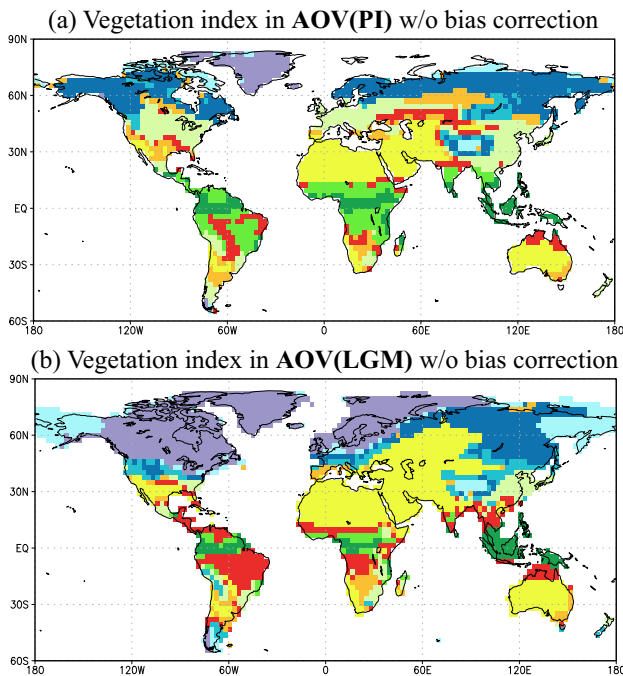 (a) Vegetation index in AOV(PI) w/o bias correction
90N
60N
30N
EQ
30S
60S
180 120W 60W 0 60E 120E 180
(b) Vegetation index in AOV(LGM) w/o bias correction
90N
60N
30N
EQ
30S
60S
180 120W 60W 0 60E 120E 180